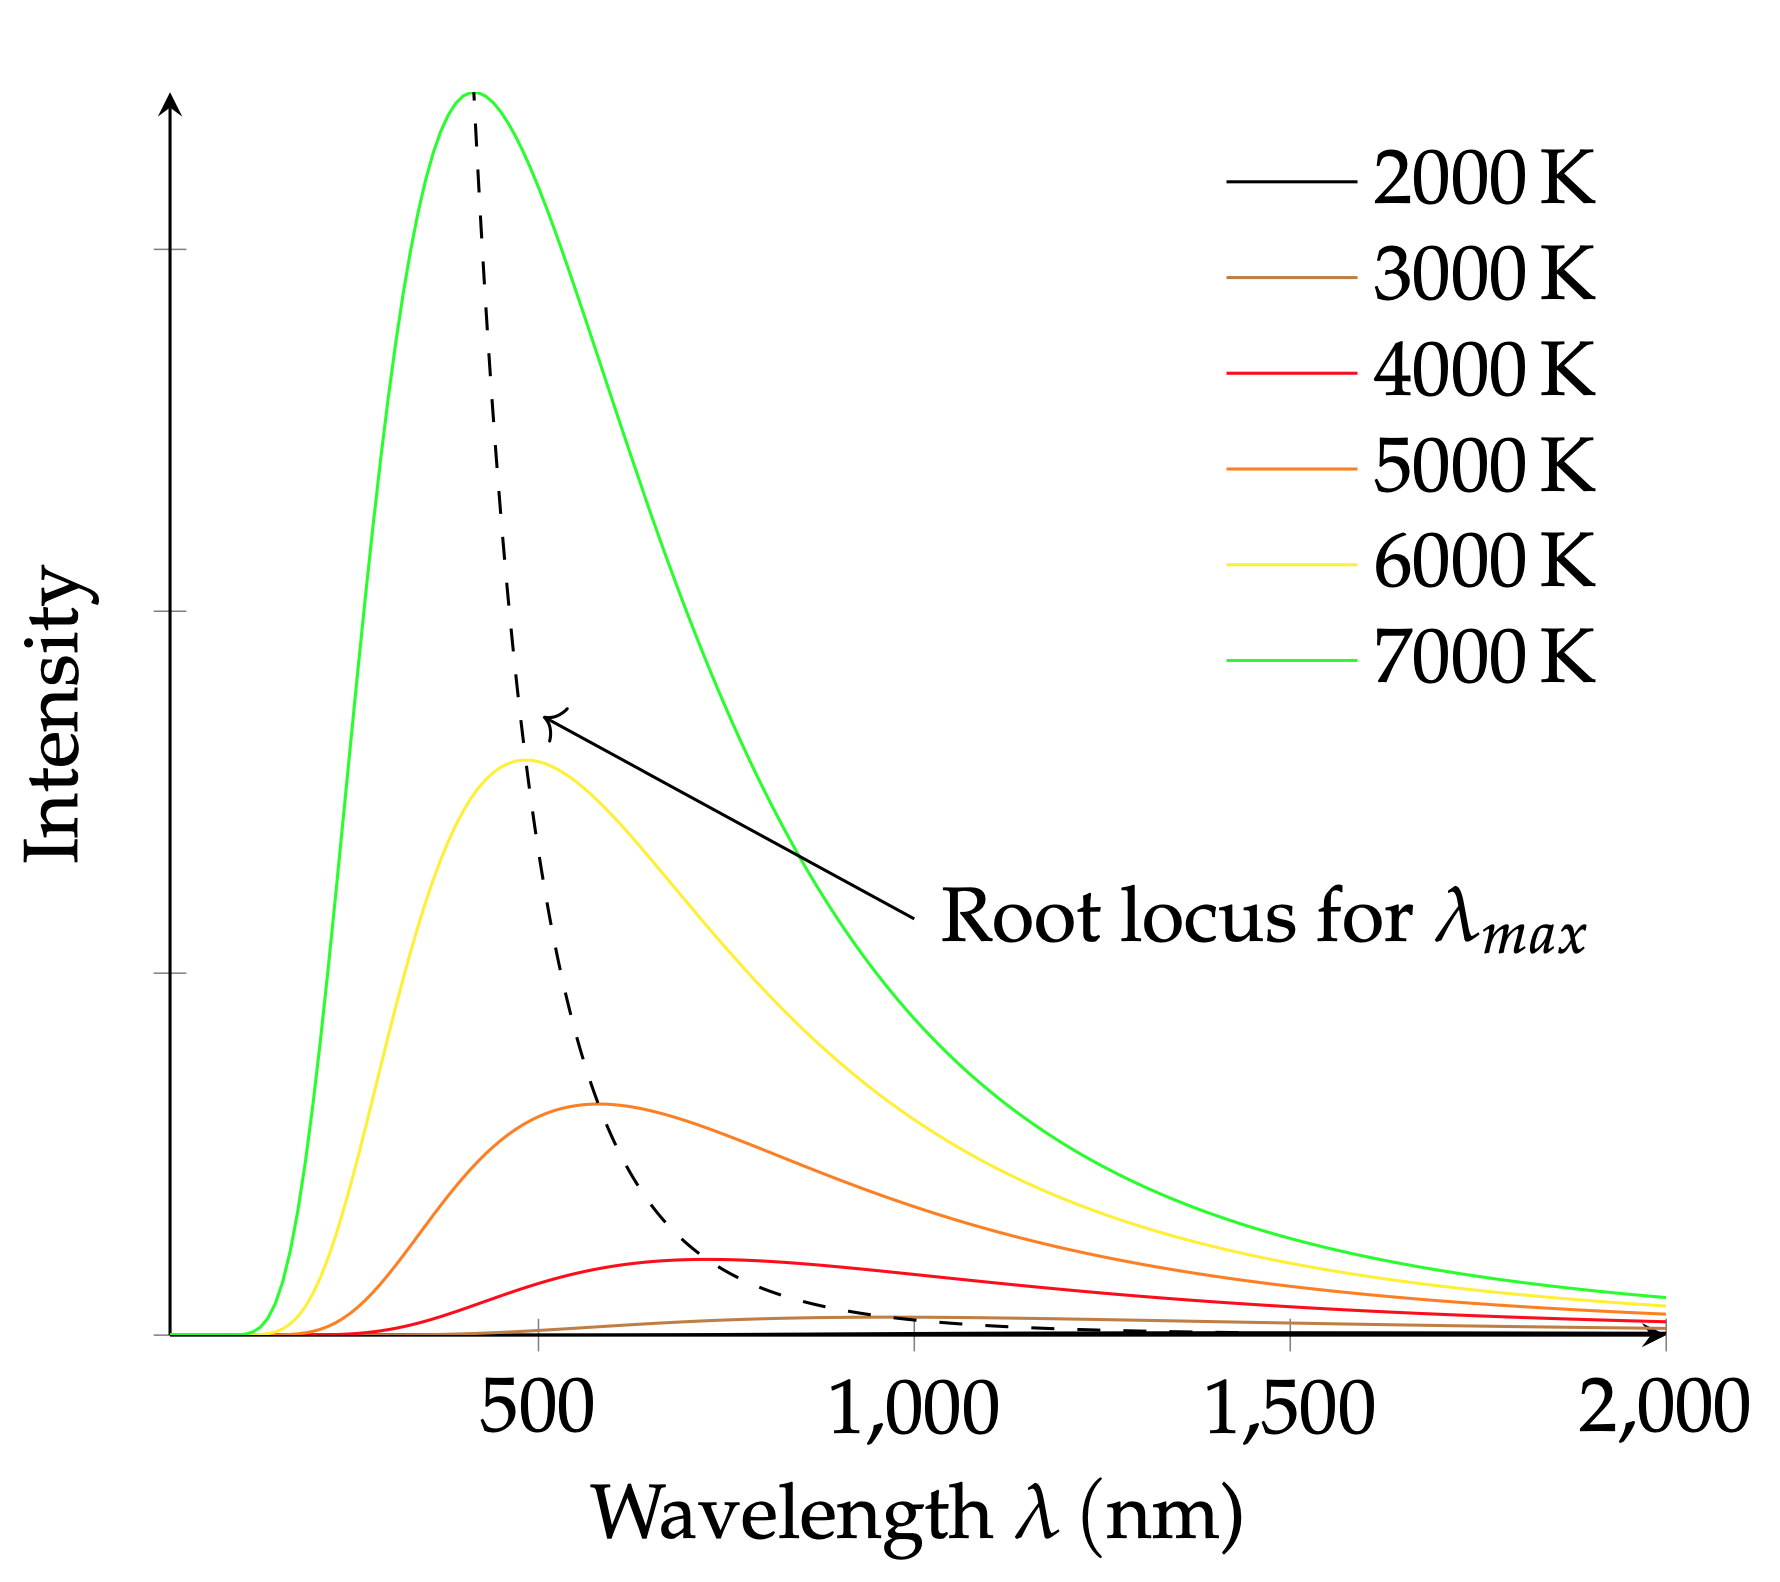 2000 K
3000 K
4000 K
5000 K
6000 K
7000 K
Intensity
Root locus for λmax
500
1,000
1,500
2,000
Wavelength λ (nm)